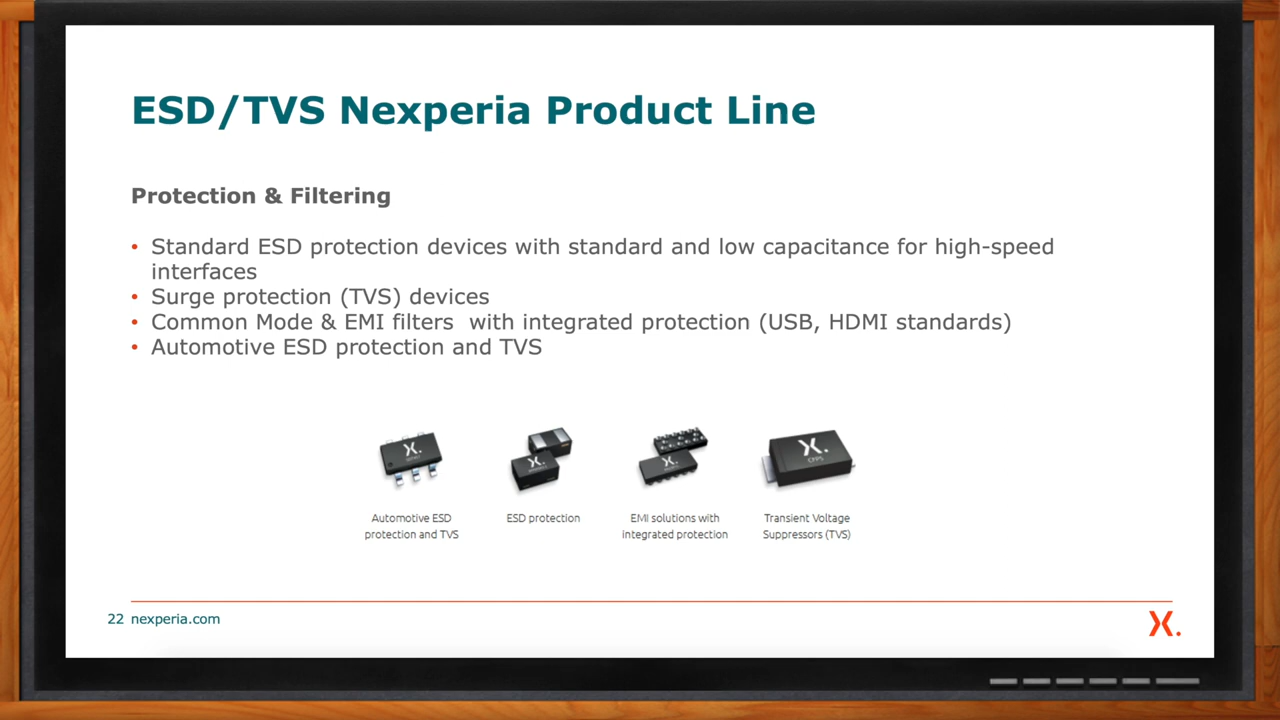 ESD/TVS Nexperia Product Line
Protection & Filtering
• Standard ESD protection devices with standard and low capacitance for high-speed
interfaces
• Surge protection (TVS) devices
• Common Mode & EMI filters  with integrated protection (USB, HDMI standards)
• Automotive ESD protection and TVS
Automotive ESD
protection and TVS
ESD protection
EMI solutions with
integrated protection
Transient Voltage
Suppressors (TVS)
22 nexperia.com